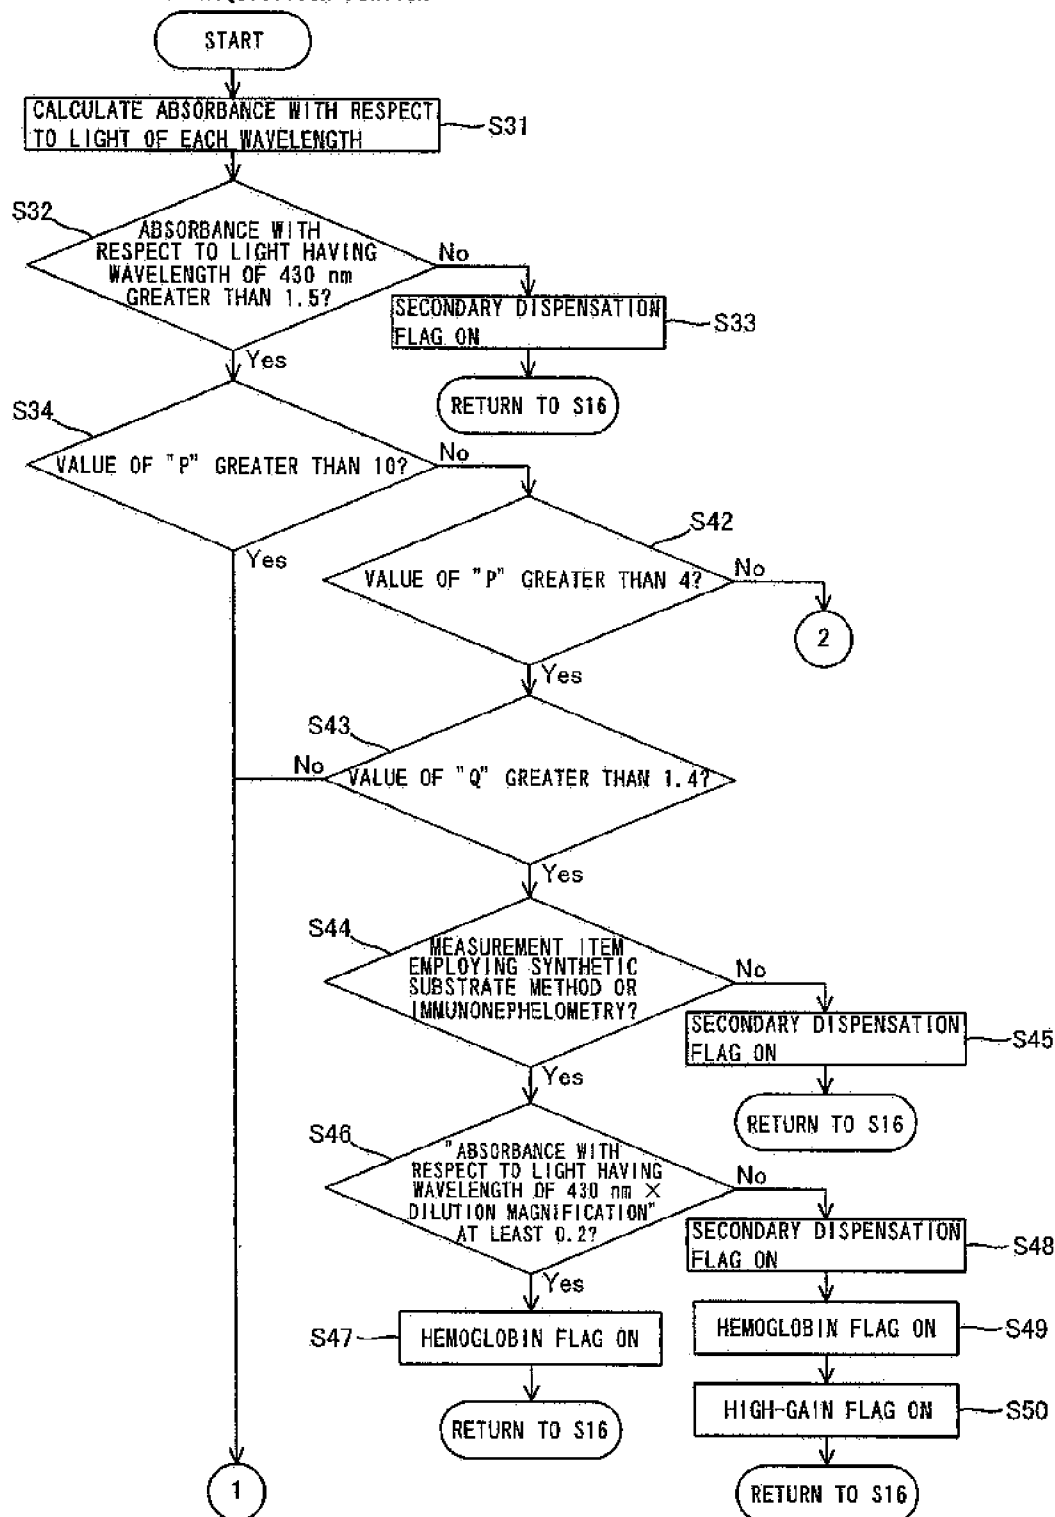 START
CALCULATE ABSORBANCE WITH RESPECT
TO LIGHT OF EACH WAVELENGTH
S31
S32
ABSORBANCE WITH
RESPECT TO LIGHT HAVING
WAVELENGTH OF 430 nm
GREATER THAN 1.5?
No
SECONDARY DISPENSATION
FLAG ON
S33
RETURN TO S16
Yes
S34
VALUE OF "P" GREATER THAN 10?
No
Yes
S42
VALUE OF "P" GREATER THAN 4?
No
2
Yes
S43
No
VALUE OF "Q" GREATER THAN 1.4?
Yes
S44
MEASUREMENT ITEM
EMPLOYING SYNTHETIC
SUBSTRATE METHOD OR
IMMUNONEPHELOMETRY?
No
SECONDARY DISPENSATION
FLAG ON
S45
RETURN TO S16
Yes
S46
"ABSORBANCE WITH
RESPECT TO LIGHT HAVING
WAVELENGTH OF 430 nm ×
DILUTION MAGNIFICATION"
AT LEAST 0.2?
No
SECONDARY DISPENSATION
FLAG ON
S48
Yes
S47
HEMOGLOBIN FLAG ON
HEMOGLOBIN FLAG ON
S49
RETURN TO S16
HIGH-GAIN FLAG ON
S50
RETURN TO S16
1